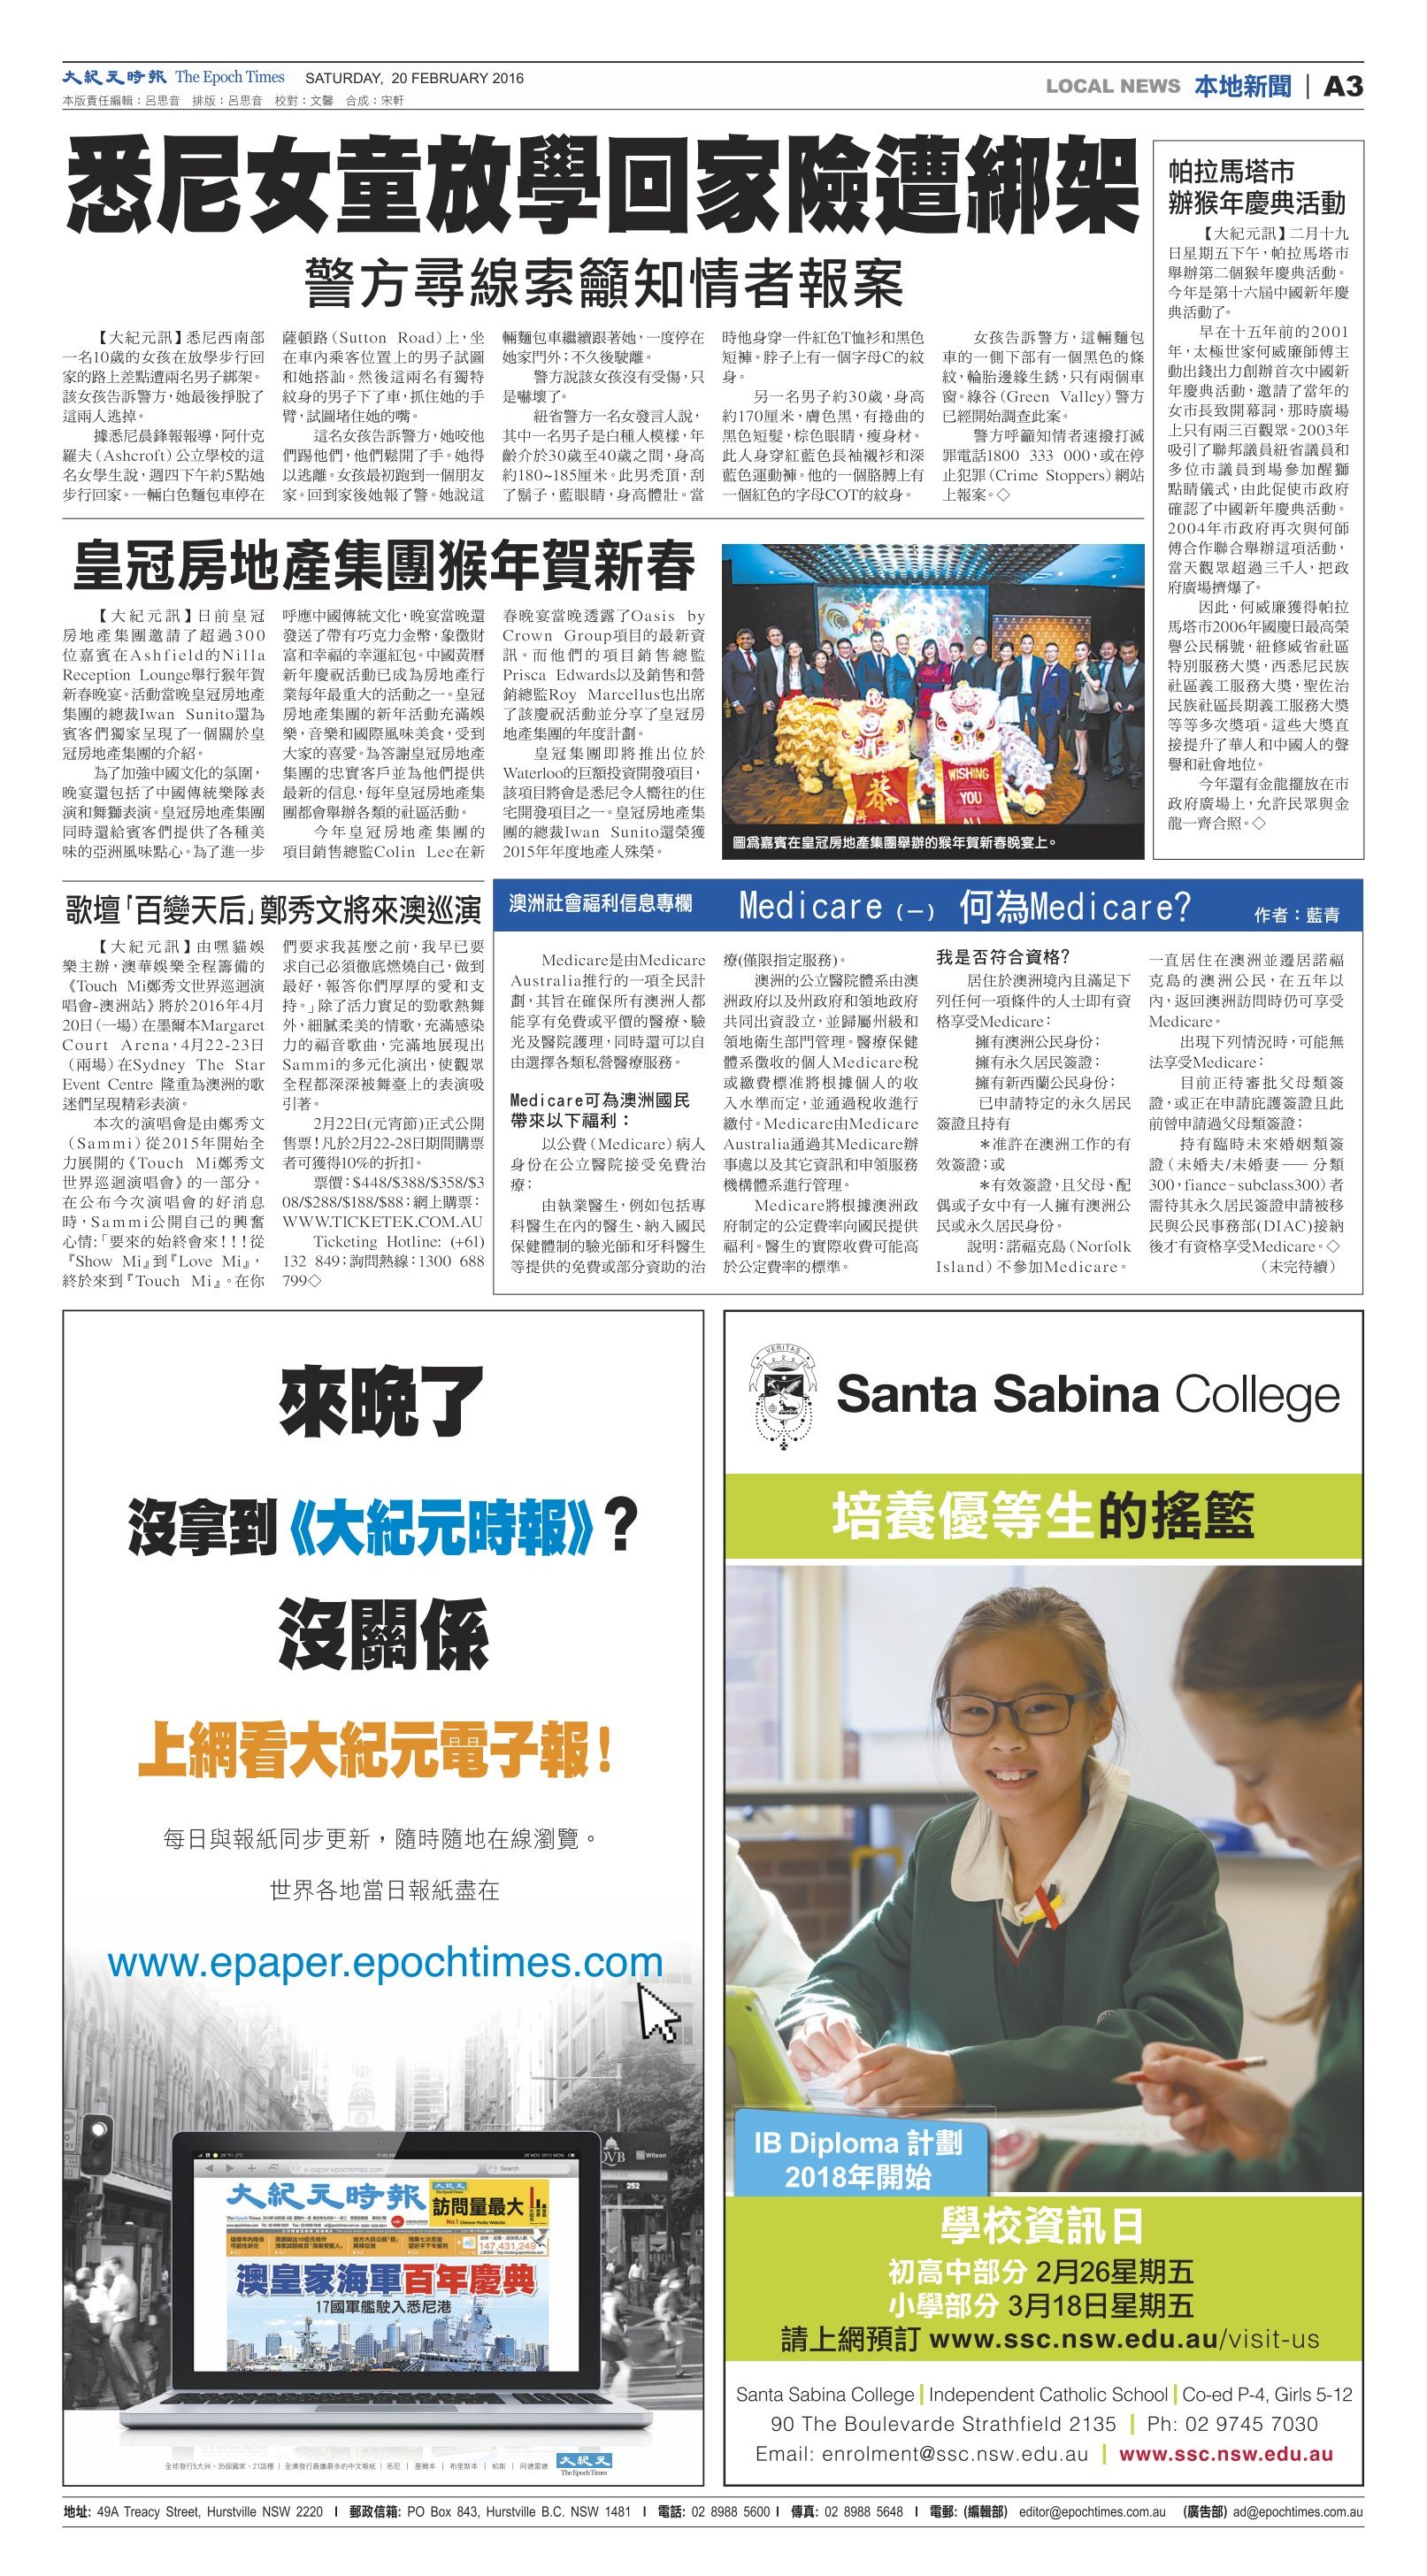 大紀元時報 The Epoch Times SATURDAY, 20 FEBRUARY 2016
本版責任編輯：呂思音 排版：呂思音 校對：文馨 合成：宋軒
LOCAL NEWS 本地新聞 | A3
悉尼女童放學回家險遭綁架
警方尋線索籲知情者報案
【大紀元訊】悉尼西南部
一名10歲的女孩在放學步行回
家的路上差點遭兩名男子綁架。
該女孩告訴警方，她最後掙脫了
這兩人逃掉。
據悉尼晨鋒報報導，阿什克
羅夫（Ashcroft）公立學校的這
名女學生說，週四下午約5點她
步行回家。一輛白色麵包車停在
薩頓路（Sutton Road）上，坐
在車內乘客位置上的男子試圖
和她搭訕。然後這兩名有獨特
紋身的男子下了車，抓住她的手
臂，試圖堵住她的嘴。
這名女孩告訴警方，她咬他
們踢他們，他們鬆開了手。她得
以逃離。女孩最初跑到一個朋友
家。回到家後她報了警。她說這
輛麵包車繼續跟著她，一度停在
她家門外；不久後駛離。
警方說該女孩沒有受傷，只
是嚇壞了。
紐省警方一名女發言人說，
其中一名男子是白種人模樣，年
齡介於30歲至40歲之間，身高
約180~185厘米。此男禿頂，刮
了鬍子，藍眼睛，身高體壯。當
時他身穿一件紅色T恤衫和黑色
短褲。脖子上有一個字母C的紋
身。
另一名男子約30歲，身高
約170厘米，膚色黑，有捲曲的
黑色短髮，棕色眼睛，瘦身材。
此人身穿紅藍色長袖襯衫和深
藍色運動褲。他的一個胳膊上有
一個紅色的字母COT的紋身。
女孩告訴警方，這輛麵包
車的一側下部有一個黑色的條
紋，輪胎邊緣生銹，只有兩個車
窗。綠谷（Green Valley）警方
已經開始調查此案。
警方呼籲知情者速撥打滅
罪電話1800 333 000，或在停
止犯罪（Crime Stoppers）網站
上報案。◇
帕拉馬塔市
辦猴年慶典活動
【大紀元訊】二月十九
日星期五下午，帕拉馬塔市
舉辦第二個猴年慶典活動。
今年是第十六屆中國新年慶
典活動了。
早在十五年前的2001
年，太極世家何威廉師傅主
動出錢出力創辦首次中國新
年慶典活動，邀請了當年的
女市長致開幕詞，那時廣場
上只有兩三百觀眾。2003年
吸引了聯邦議員紐省議員和
多位市議員到場參加醒獅
點睛儀式，由此促使市政府
確認了中國新年慶典活動。
2004年市政府再次與何師
傅合作聯合舉辦這項活動，
當天觀眾超過三千人，把政
府廣場擠爆了。
因此，何威廉獲得帕拉
馬塔市2006年國慶日最高榮
譽公民稱號，紐修威省社區
特別服務大獎，西悉尼民族
社區義工服務大獎，聖佐治
民族社區長期義工服務大獎
等等多次獎項。這些大獎直
接提升了華人和中國人的聲
譽和社會地位。
今年還有金龍擺放在市
政府廣場上，允許民眾與金
龍一齊合照。◇
皇冠房地產集團猴年賀新春
【大紀元訊】日前皇冠
房地產集團邀請了超過300
位嘉賓在Ashfield的Nilla
Reception Lounge舉行猴年賀
新春晚宴。活動當晚皇冠房地產
集團的總裁Iwan Sunito還為
賓客們獨家呈現了一個關於皇
冠房地產集團的介紹。
為了加強中國文化的氛圍，
晚宴還包括了中國傳統樂隊表
演和舞獅表演。皇冠房地產集團
同時還給賓客們提供了各種美
味的亞洲風味點心。為了進一步
呼應中國傳統文化，晚宴當晚還
發送了帶有巧克力金幣，象徵財
富和幸福的幸運紅包。中國黃曆
新年慶祝活動已成為房地產行
業每年最重大的活動之一。皇冠
房地產集團的新年活動充滿娛
樂，音樂和國際風味美食，受到
大家的喜愛。為答謝皇冠房地產
集團的忠實客戶並為他們提供
最新的信息，每年皇冠房地產集
團都會舉辦各類的社區活動。
今年皇冠房地產集團的
項目銷售總監Colin Lee在新
春晚宴當晚透露了Oasis by
Crown Group項目的最新資
訊。而他們的項目銷售總監
Prisca Edwards以及銷售和營
銷總監Roy Marcellus也出席
了該慶祝活動並分享了皇冠房
地產集團的年度計劃。
皇冠集團即將推出位於
Waterloo的巨額投資開發項目，
該項目將會是悉尼令人嚮往的住
宅開發項目之一。皇冠房地產集
團的總裁Iwan Sunito還榮獲
2015年年度地產人殊榮。
恭
WISHING
YOU
圖為嘉賓在皇冠房地產集團舉辦的猴年賀新春晚宴上。
歌壇「百變天后」鄭秀文將來澳巡演
【大紀元訊】由嘿貓娛
樂主辦，澳華娛樂全程籌備的
《Touch Mi鄭秀文世界巡迴演
唱會-澳洲站》將於2016年4月
20日（一場）在墨爾本Margaret
Court Arena，4月22-23日
（兩場）在Sydney The Star
Event Centre 隆重為澳洲的歌
迷們呈現精彩表演。
本次的演唱會是由鄭秀文
（Sammi）從2015年開始全
力展開的《Touch Mi鄭秀文
世界巡迴演唱會》的一部分。
在公布今次演唱會的好消息
時，Sammi公開自己的興奮
心情：「要來的始終會來！！！從
『Show Mi』到『Love Mi』，
終於來到『Touch Mi』。在你
們要求我甚麼之前，我早已要
求自己必須徹底燃燒自己，做到
最好，報答你們厚厚的愛和支
持。」除了活力實足的勁歌熱舞
外，細膩柔美的情歌，充滿感染
力的福音歌曲，完滿地展現出
Sammi的多元化演出，使觀眾
全程都深深被舞臺上的表演吸
引著。
2月22日(元宵節)正式公開
售票！凡於2月22-28日期間購票
者可獲得10%的折扣。
票價：$448/$388/$358/$3
08/$288/$188/$88；網上購票：
WWW.TICKETEK.COM.AU
Ticketing Hotline: (+61)
132 849；詢問熱線：1300 688
799◇
澳洲社會福利信息專欄 Medicare（一） 何為Medicare? 作者：藍青
Medicare是由Medicare
Australia推行的一項全民計
劃，其旨在確保所有澳洲人都
能享有免費或平價的醫療、驗
光及醫院護理，同時還可以自
由選擇各類私營醫療服務。
Medicare可為澳洲國民
帶來以下福利：
以公費（Medicare）病人
身份在公立醫院接受免費治
療；
由執業醫生，例如包括專
科醫生在內的醫生、納入國民
保健體制的驗光師和牙科醫生
等提供的免費或部分資助的治
療(僅限指定服務)。
澳洲的公立醫院體系由澳
洲政府以及州政府和領地政府
共同出資設立，並歸屬州級和
領地衛生部門管理。醫療保健
體系徵收的個人Medicare稅
或繳費標准將根據個人的收
入水準而定，並通過稅收進行
繳付。Medicare由Medicare
Australia通過其Medicare辦
事處以及其它資訊和申領服務
機構體系進行管理。
Medicare將根據澳洲政
府制定的公定費率向國民提供
福利。醫生的實際收費可能高
於公定費率的標準。
我是否符合資格?
居住於澳洲境內且滿足下
列任何一項條件的人士即有資
格享受Medicare：
擁有澳洲公民身份；
擁有永久居民簽證；
擁有新西蘭公民身份；
已申請特定的永久居民
簽證且持有
＊准許在澳洲工作的有
效簽證；或
＊有效簽證，且父母、配
偶或子女中有一人擁有澳洲公
民或永久居民身份。
說明：諾福克島（Norfolk
Island）不參加Medicare。
一直居住在澳洲並遷居諾福
克島的澳洲公民，在五年以
內，返回澳洲訪問時仍可享受
Medicare。
出現下列情況時，可能無
法享受Medicare：
目前正待審批父母類簽
證，或正在申請庇護簽證且此
前曾申請過父母類簽證；
持有臨時未來婚姻類簽
證（未婚夫/未婚妻——分類
300，fiance-subclass300）者
需待其永久居民簽證申請被移
民與公民事務部(DIAC)接納
後才有資格享受Medicare。◇
（未完待續）
來晚了
沒拿到《大紀元時報》?
沒關係
上網看大紀元電子報!
每日與報紙同步更新，隨時隨地在線瀏覽。
世界各地當日報紙盡在
www.epaper.epochtimes.com
QVB
Wilson
252
e-paper.epochtimes.com
Search
大紀元時報
訪問量最大
No.1 Chinese Media Website
147,431,249
澳皇家海軍百年慶典
17國軍艦駛入悉尼港
全球發行5大洲、35個國家、21語種 | 全澳發行最廣最多的中文報紙 | 悉尼 | 墨爾本 | 布里斯本 | 柏斯 | 阿德雷德
大紀元
The Epoch Times
VERITAS
Santa Sabina College
培養優等生的搖籃
IB Diploma 計劃
2018年開始
學校資訊日
初高中部分 2月26星期五
小學部分 3月18日星期五
請上網預訂 www.ssc.nsw.edu.au/visit-us
Santa Sabina College | Independent Catholic School | Co-ed P-4, Girls 5-12
90 The Boulevarde Strathfield 2135 | Ph: 02 9745 7030
Email: enrolment@ssc.nsw.edu.au | www.ssc.nsw.edu.au
地址: 49A Treacy Street, Hurstville NSW 2220 I 郵政信箱: PO Box 843, Hurstville B.C. NSW 1481 I 電話: 02 8988 5600 I 傳真: 02 8988 5648 I 電郵: (編輯部) editor@epochtimes.com.au (廣告部) ad@epochtimes.com.au